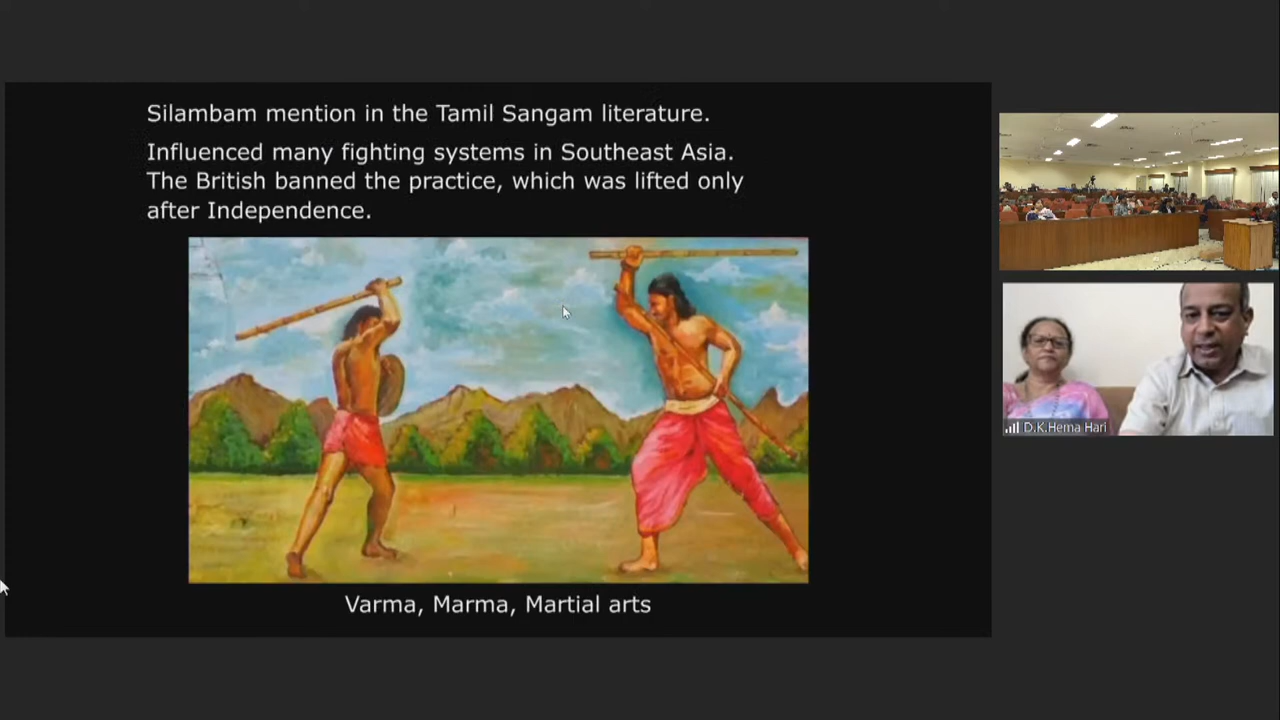 Silambam mention in the Tamil Sangam literature.
Influenced many fighting systems in Southeast Asia.
The British banned the practice, which was lifted only
after Independence.
Varma, Marma, Martial arts
D.K.Hema Hari